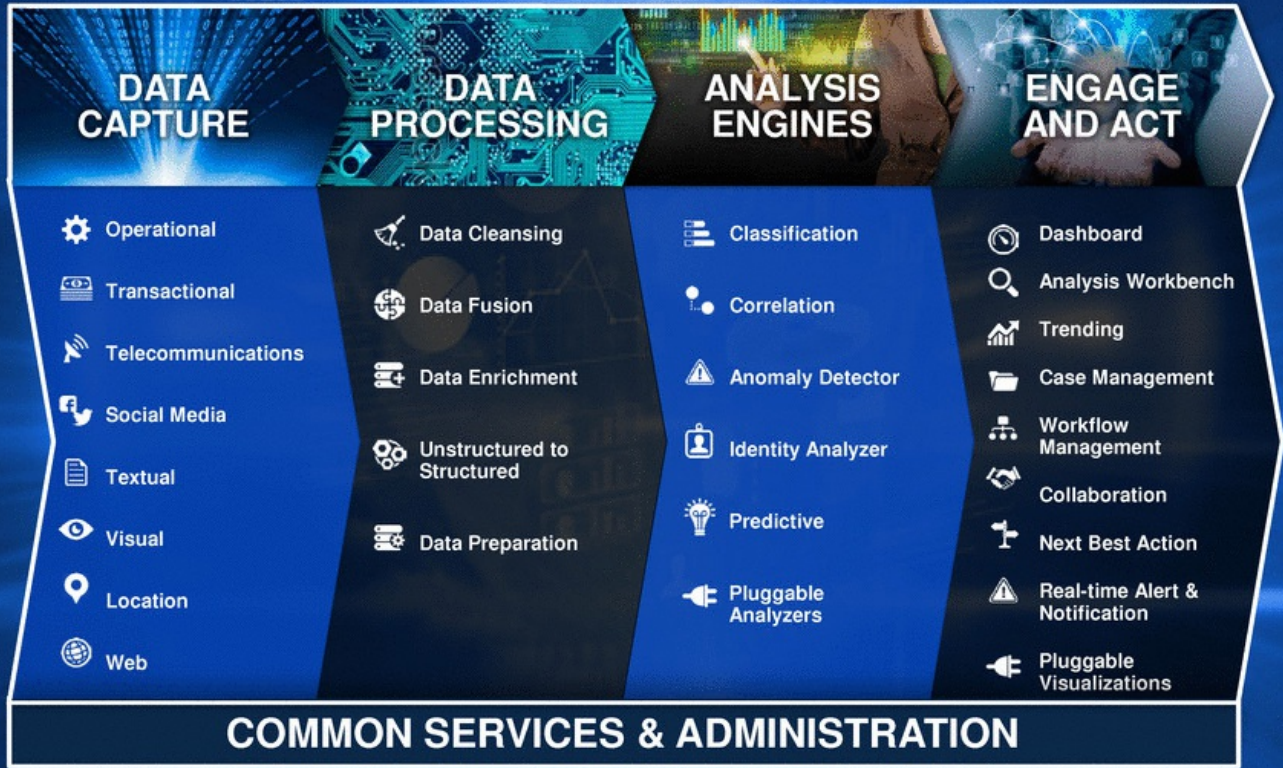 DATA
CAPTURE
Operational
Transactional
Telecommunications
Social Media
Textual
Visual
Location
Web
DATA
PROCESSING
Data Cleansing
Data Fusion
Data Enrichment
Unstructured to
Structured
Data Preparation
ANALYSIS
ENGINES
Classification
Correlation
Anomaly Detector
Identity Analyzer
Predictive
Pluggable
Analyzers
ENGAGE
AND ACT
Dashboard
Analysis Workbench
Trending
Case Management
Workflow
Management
Collaboration
Next Best Action
Real-time Alert &
Notification
Pluggable
Visualizations
COMMON SERVICES & ADMINISTRATION